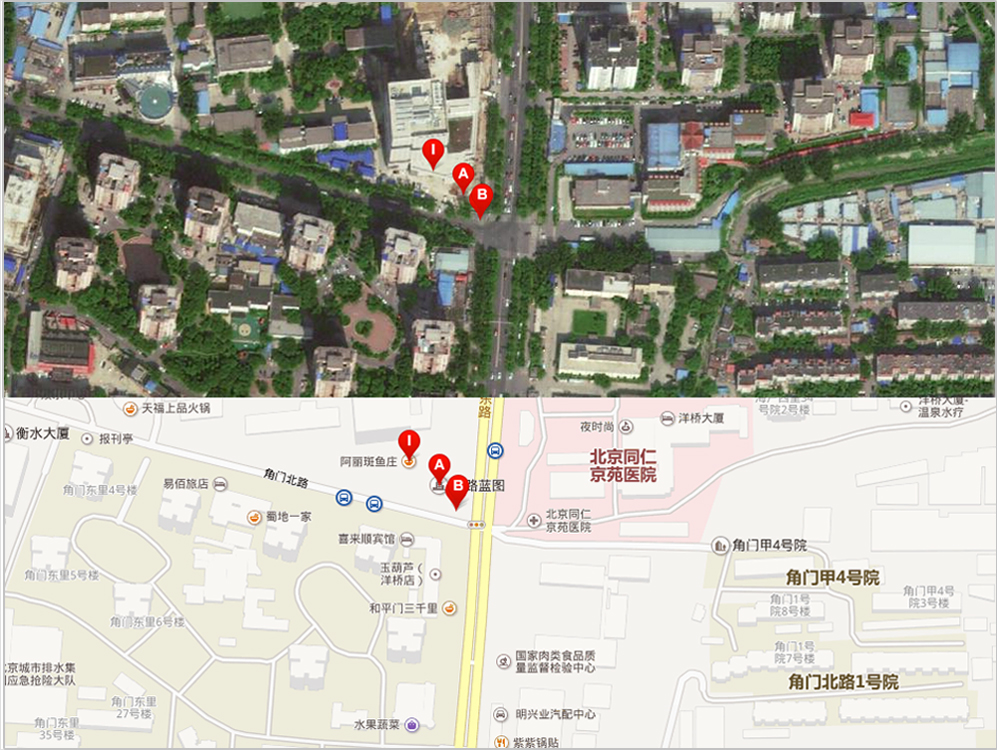 I
A
B
天福上品火锅
东路
衡水大厦
报刊亭
夜时尚
洋桥大厦
洋桥大厦-
温泉水疗
号院2号楼
I
阿丽斑鱼庄
A
北京同仁
京苑医院
角门北路
B
路蓝图
角门东里4号楼
易佰旅店
蜀地一家
北京同仁
京苑医院
喜来顺宾馆
角门甲4号院
角门东里5号楼
玉葫芦（
洋桥店）
角门甲4号院
和平门三千里
角门1号
院8号楼
角门甲4号
院3号楼
角门东里6号楼
角门1号
院7号楼
京城市排水集
应急抢险大队
国家肉类食品质
量监督检验中心
角门北路1号院
角门东里
27号楼
角门东里
35号楼
水果蔬菜
明兴业汽配中心
紫紫锅贴